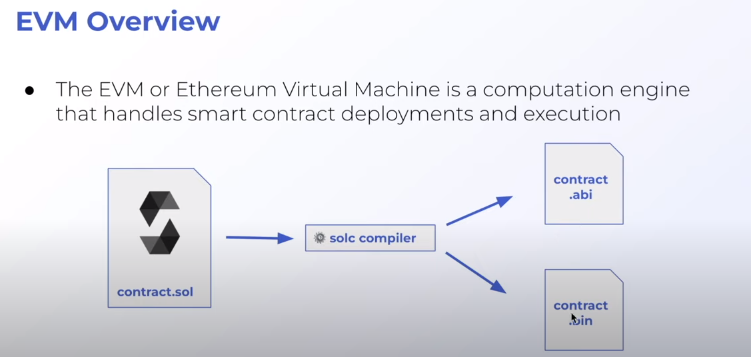 EVM Overview
The EVM or Ethereum Virtual Machine is a computation engine
that handles smart contract deployments and execution
contract.sol
solc compiler
contract
.abi
contract
.bin